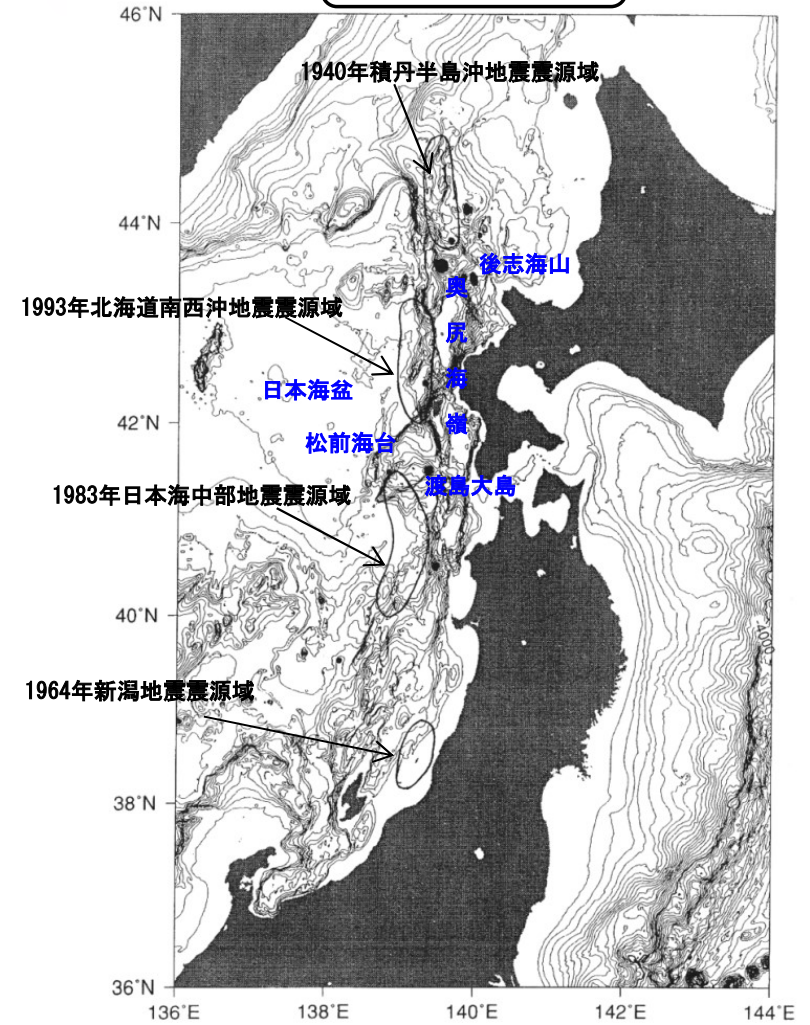 46°N
1940年積丹半島沖地震震源域
44°N
後志海山
奥尻海嶺
1993年北海道南西沖地震震源域
日本海盆
42°N
松前海台
渡島大島
1983年日本海中部地震震源域
40°N
4000
1964年新潟地震震源域
38°N
36°N
136°E
138°E
140°E
142°E
144°E